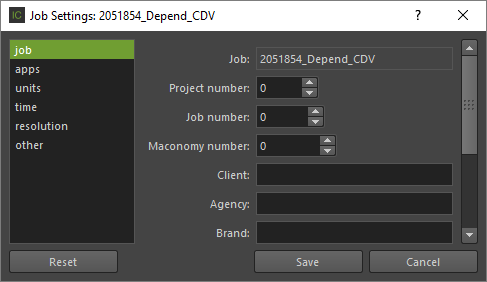 IC Job Settings: 2051854_Depend_CDV ?
job
apps
units
time
resolution
other
Job: 2051854_Depend_CDV
Project number: 0
Job number: 0
Maconomy number: 0
Client:
Agency:
Brand:
Reset Save Cancel